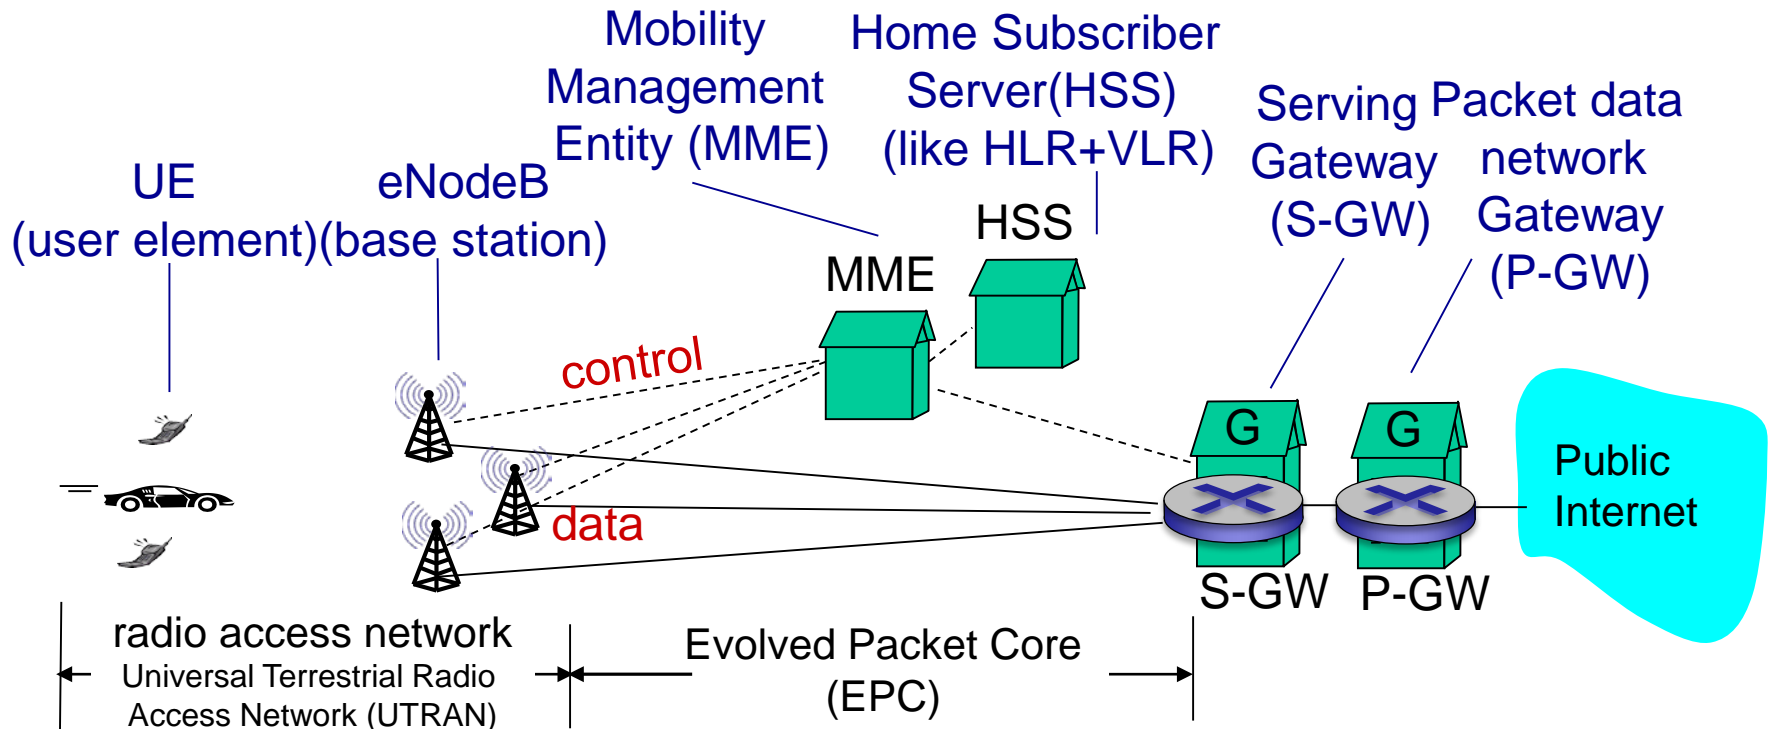 Mobility
Management
Entity (MME)
Home Subscriber
Server(HSS)
(like HLR+VLR)
Serving
Gateway
(S-GW)
Packet data
network
Gateway
(P-GW)
UE
(user element)
eNodeB
(base station)
HSS
MME
control
data
G
G
Public
Internet
S-GW
P-GW
radio access network
Universal Terrestrial Radio
Access Network (UTRAN)
Evolved Packet Core
(EPC)